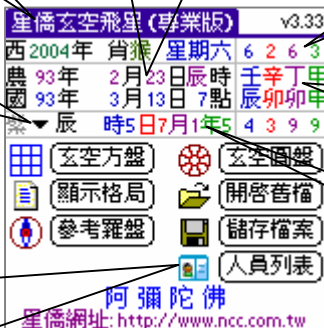 星僑玄空飛星(專業版) v3.33
西2004年 肖猴 星期六 6 2 6 3
農 93年 2月23日辰時 壬辛丁甲
國 93年 3月13日 7點 辰卯卯申
▼ 辰 時5日7月1年5 4 3 9 9
玄空方盤 玄空圓盤
顯示格局 開啓舊檔
參考羅盤 儲存檔案
人員列表
阿彌陀佛
星僑網址:http://www.ncc.com.tw